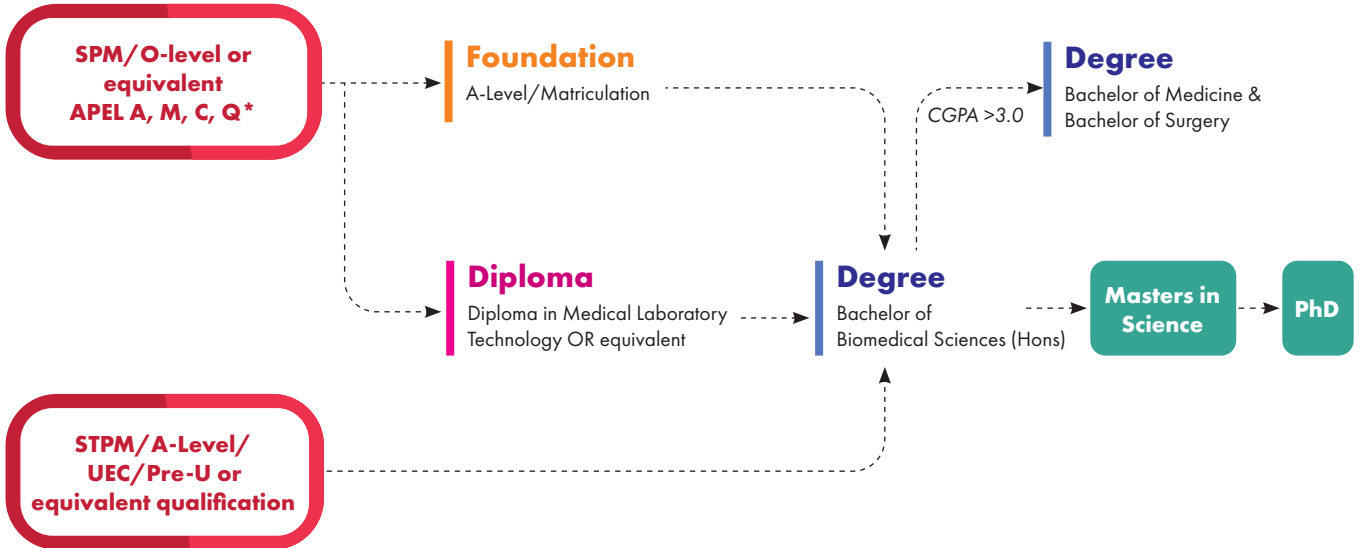 SPM/O-level or
equivalent
APEL A, M, C, Q*
Foundation
A-Level/Matriculation
CGPA >3.0
Degree
Bachelor of Medicine &
Bachelor of Surgery
Diploma
Diploma in Medical Laboratory
Technology OR equivalent
Degree
Bachelor of
Biomedical Sciences (Hons)
Masters in
Science
PhD
STPM/A-Level/
UEC/Pre-U or
equivalent qualification